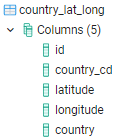 country_lat_long
Columns (5)
id
country_cd
latitude
longitude
country